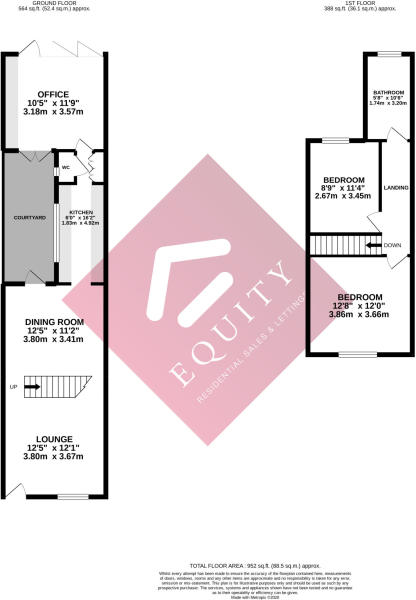 GROUND FLOOR
564 sq.ft. (52.4 sq.m.) approx.
1ST FLOOR
388 sq.ft. (36.1 sq.m.) approx.
OFFICE
10'5" x 11'9"
3.18m x 3.57m
WC
COURTYARD
KITCHEN
6'0" x 16'2"
1.83m x 4.92m
DINING ROOM
12'5" x 11'2"
3.80m x 3.41m
UP
LOUNGE
12'5" x 12'1"
3.80m x 3.67m
BATHROOM
5'8" x 10'6"
1.74m x 3.20m
BEDROOM
8'9" x 11'4"
2.67m x 3.45m
LANDING
DOWN
BEDROOM
12'8" x 12'0"
3.86m x 3.66m
EQUITY
RESIDENTIAL SALES & LETTINGS
TOTAL FLOOR AREA : 952 sq.ft. (88.5 sq.m.) approx.
Whilst every attempt has been made to ensure the accuracy of the floorplan contained here, measurements
of doors, windows, rooms and any other items are approximate and no responsibility is taken for any error,
omission or mis-statement. This plan is for illustrative purposes only and should be used as such by any
prospective purchaser. The services, systems and appliances shown have not been tested and no guarantee
as to their operability or efficiency can be given.
Made with Metropix ©2020